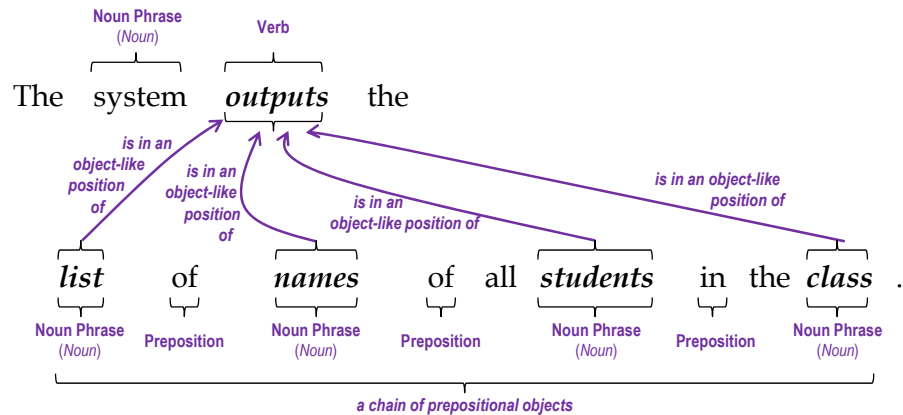 Noun Phrase Verb
(Noun)
The system outputs the
is in an
object-like
position
of
is in an
object-like
position
of
is in an
object-like position of
is in an object-like
position of
list of names of all students in the class .
Noun Phrase Preposition Noun Phrase Preposition Noun Phrase Preposition Noun Phrase
(Noun) (Noun) (Noun) (Noun)
a chain of prepositional objects